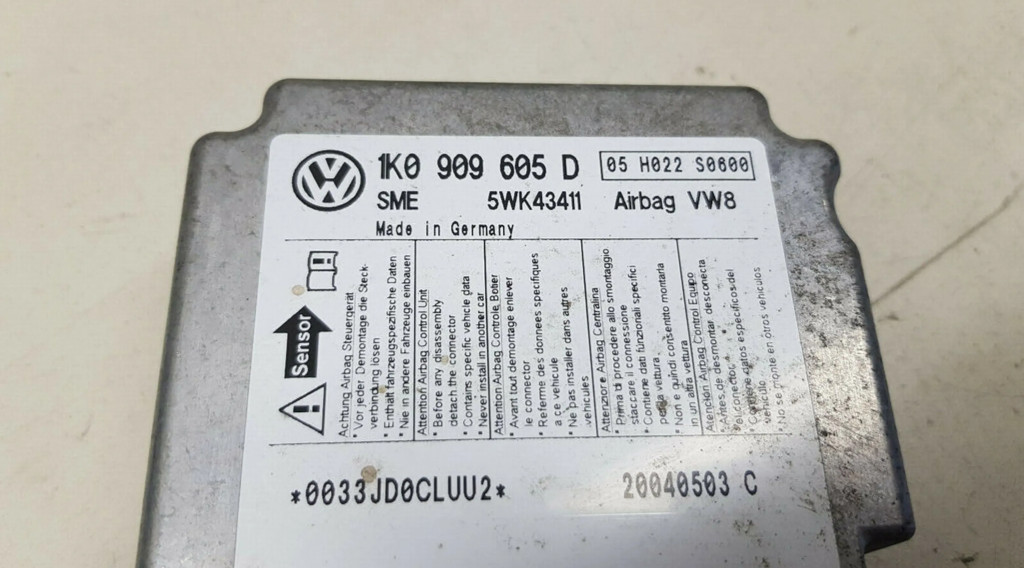 1K0 909 605 D
05 H022 S0600
SME 5WK43411 Airbag VW8
Made in Germany
Sensor
Achtung Airbag Steuergerät
* Vor jeder Demontage die Steck-
verbindung lösen
* Enthält fahrzeugspezifische Daten
* Nie in andere Fahrzeuge einbauen
Attention Airbag Control Unit
* Before any disassembly
detach the connector
* Contains specific vehicle data
* Never install in another car
Attention Airbag Controle Boîtier
* Avant tout demontage enlever
le connector
* Referme des donnees specifiques
a ce vehicule
* Ne pas installer dans autres
vehicules
Attenzione Airbag Centralina
* Prima di procedere allo smontaggio
staccare il connessione
* Contiene dati funzionali specifici
vetura
* Non e quindi consentito montarla
in un altra vettura
Atención Airbag Control Equipo
* Antes de desmontar desconecta
el conector
datos específicos del
vehiculo
* No se monte en otros vehiculos
*0033JD0CLUU2*
20040503 C